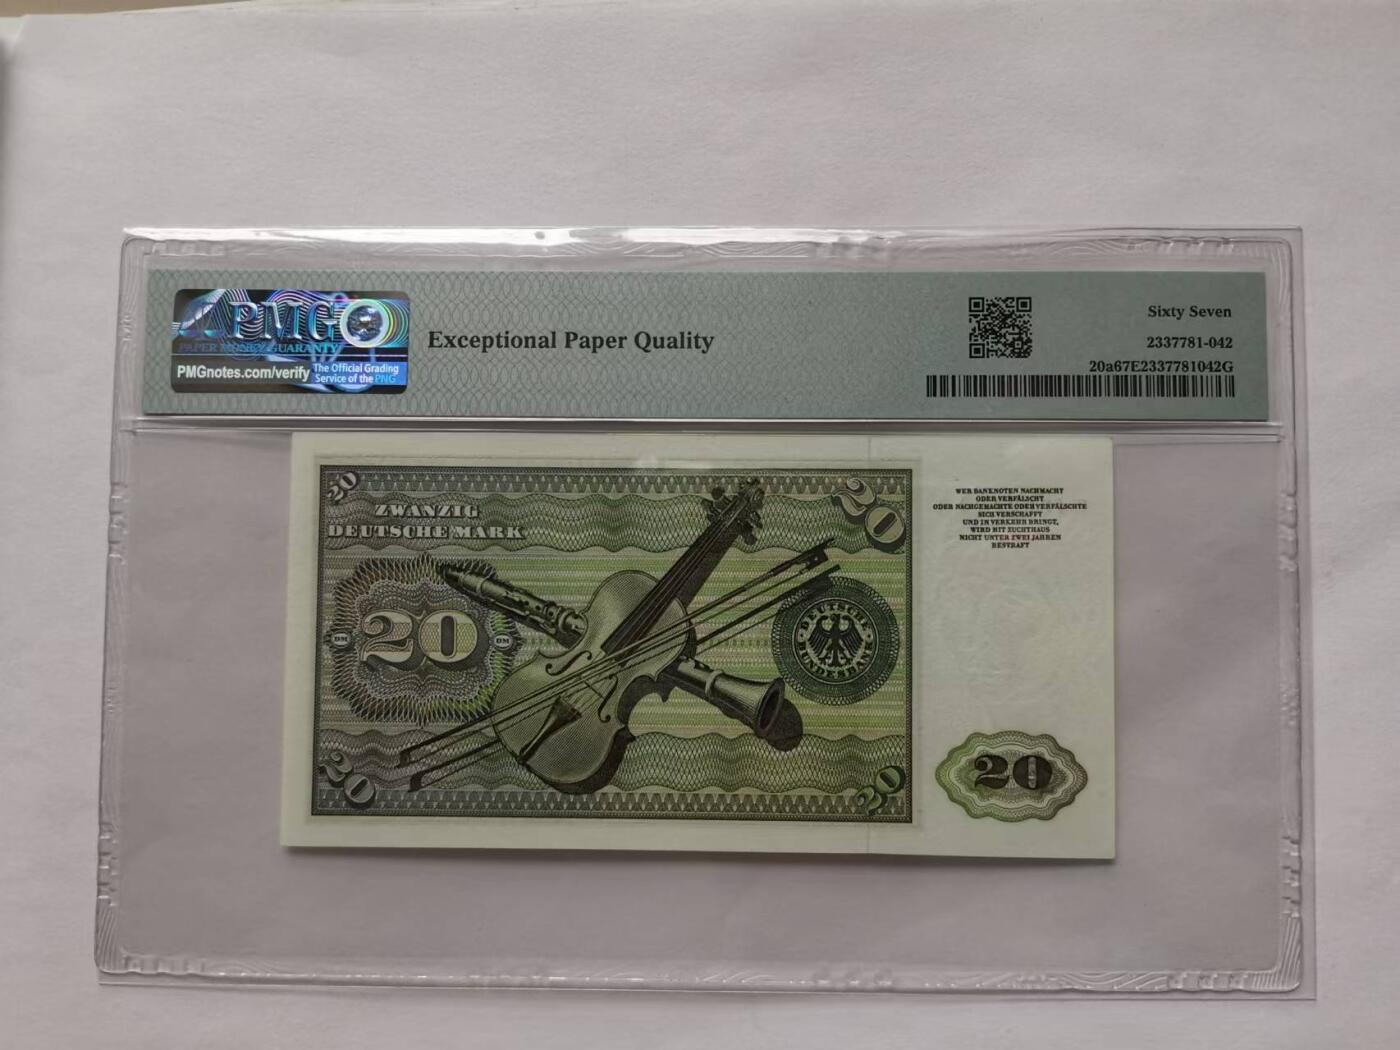 PMG
PAPER MONEY GUARANTY
PMGnotes.com/verify
The Official Grading
Service of the PNG
Exceptional Paper Quality
Sixty Seven
2337781-042
20a67E2337781042G
20
ZWANZIG
DEUTSCHE MARK
20
WER BANKNOTEN NACHMACHT
ODER VERFÄLSCHT
ODER NACHGEMACHTE ODER VERFÄLSCHTE
SICH VERSCHAFFT
UND IN VERKEHR BRINGT,
WIRD MIT ZUCHTHAUS
NICHT UNTER ZWEI JAHREN
BESTRAFT
DM
20
DM
DEUTSCHE
BUNDESBANK
20
20
20